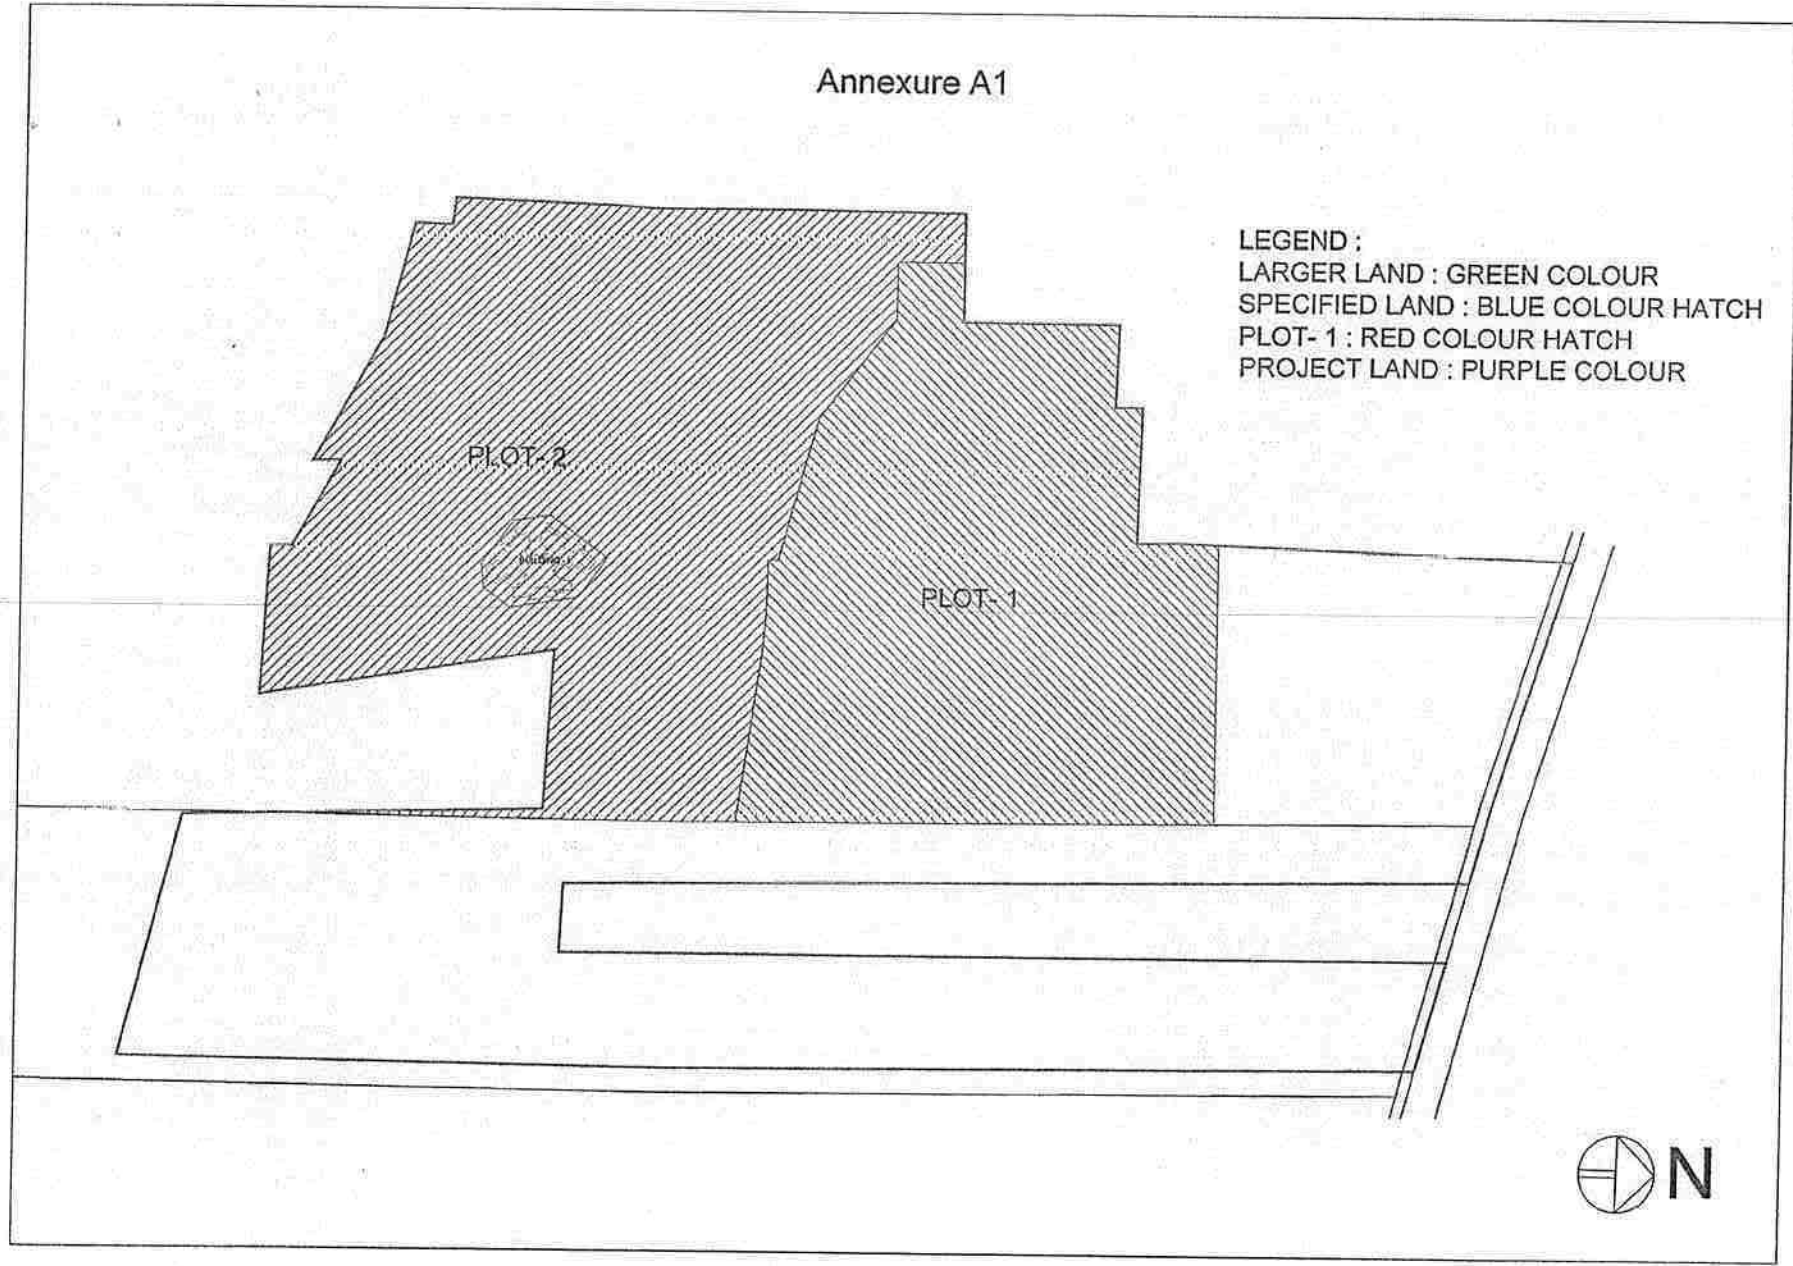 Annexure A1
LEGEND :
LARGER LAND : GREEN COLOUR
SPECIFIED LAND : BLUE COLOUR HATCH
PLOT- 1 : RED COLOUR HATCH
PROJECT LAND : PURPLE COLOUR
PLOT- 2
PLOT- 1
N